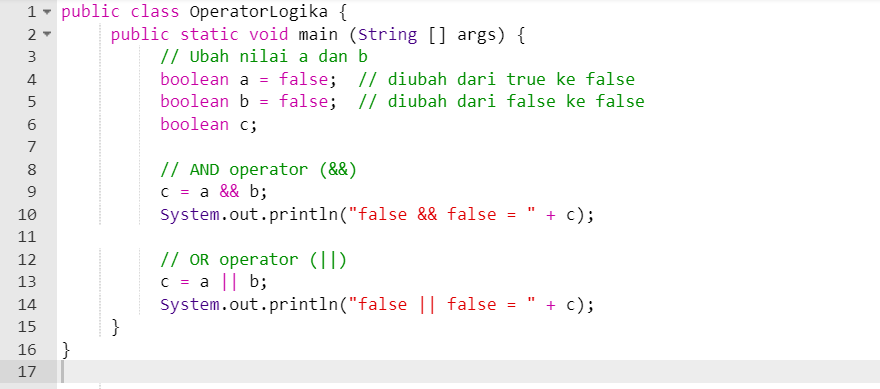 1 public class OperatorLogika {
2     public static void main (String [] args) {
3          // Ubah nilai a dan b
4          boolean a = false;  // diubah dari true ke false
5          boolean b = false;  // diubah dari false ke false
6          boolean c;
7
8          // AND operator (&&)
9          c = a && b;
10          System.out.println("false && false = " + c);
11
12          // OR operator (||)
13          c = a || b;
14          System.out.println("false || false = " + c);
15     }
16 }
17